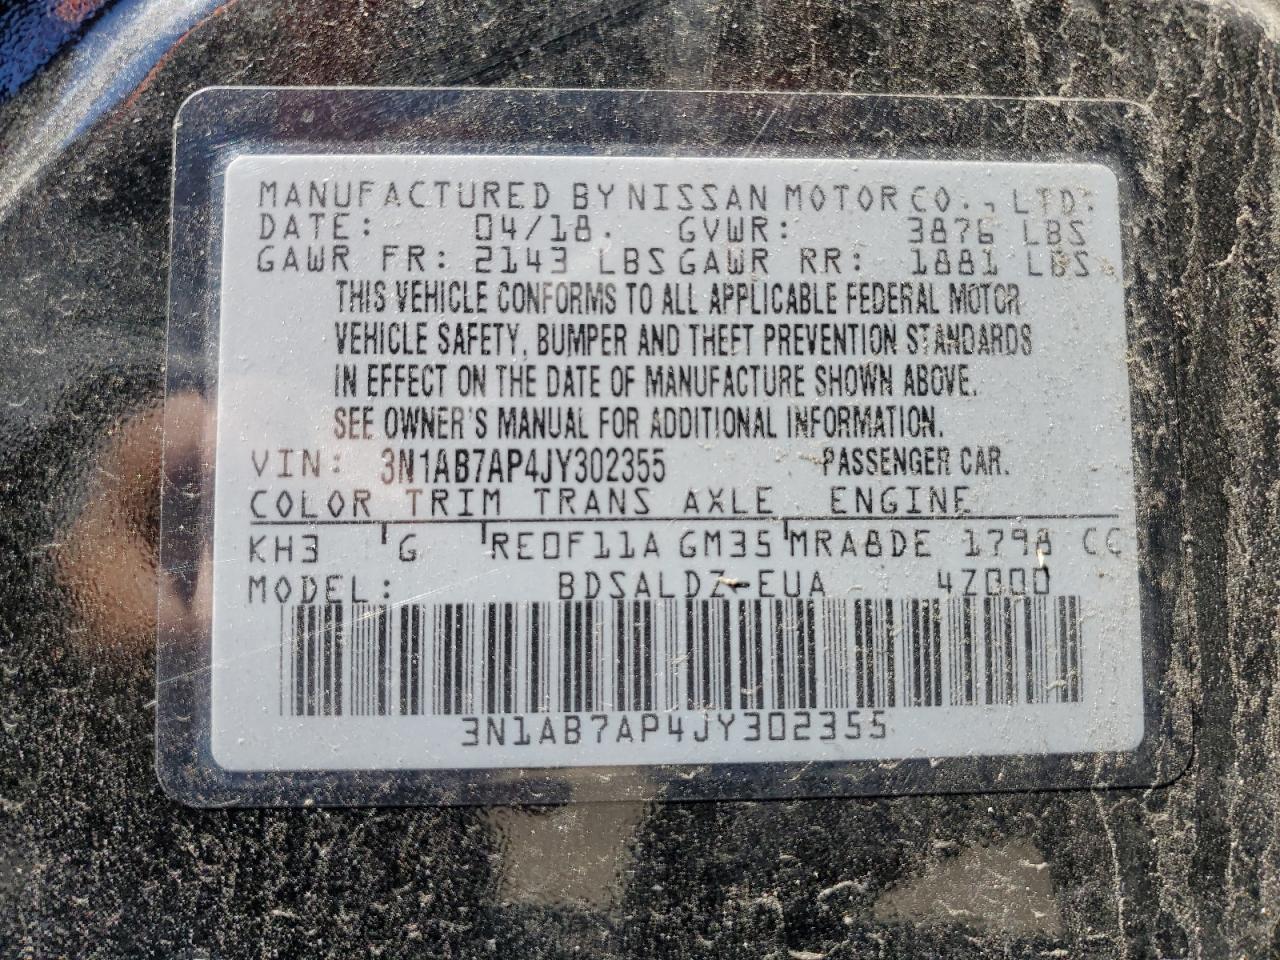 MANUFACTURED BY NISSAN MOTOR CO., LTD.
DATE: 04/18. GVWR: 3876 LBS
GAWR FR: 2143 LBS GAWR RR: 1881 LBS
THIS VEHICLE CONFORMS TO ALL APPLICABLE FEDERAL MOTOR
VEHICLE SAFETY, BUMPER AND THEFT PREVENTION STANDARDS
IN EFFECT ON THE DATE OF MANUFACTURE SHOWN ABOVE.
SEE OWNER'S MANUAL FOR ADDITIONAL INFORMATION.
VIN: 3N1AB7AP4JY302355 PASSENGER CAR.
COLOR TRIM TRANS AXLE ENGINE
KH3 G RE0F11A GM35 MRA8DE 1798 CC
MODEL: BDSALDZ-EUA 4Z000
3N1AB7AP4JY302355